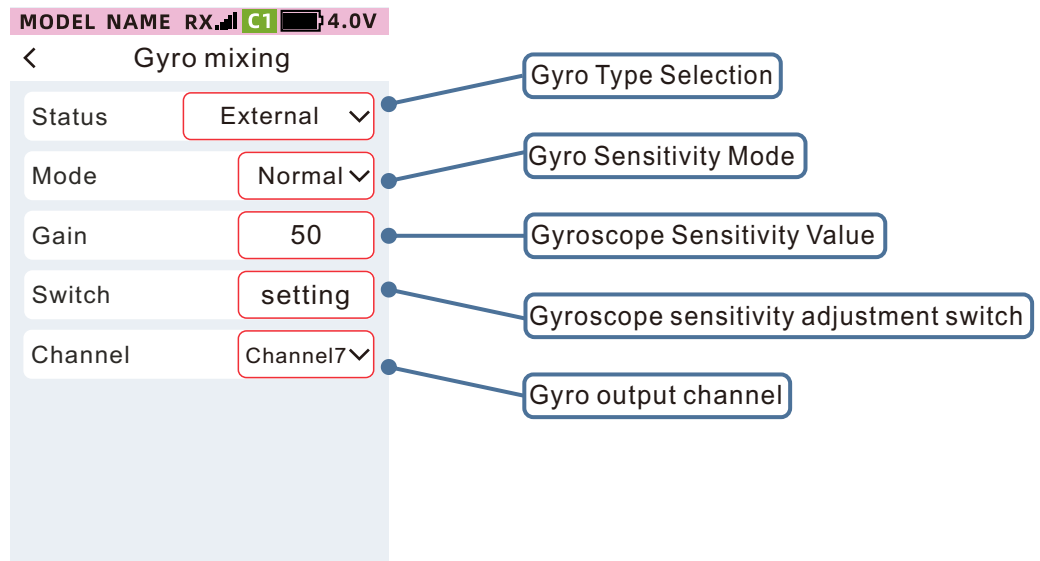 MODEL NAME RX C1 4.0V
< Gyro mixing
Status External
Mode Normal
Gain 50
Switch setting
Channel Channel7
Gyro Type Selection
Gyro Sensitivity Mode
Gyroscope Sensitivity Value
Gyroscope sensitivity adjustment switch
Gyro output channel